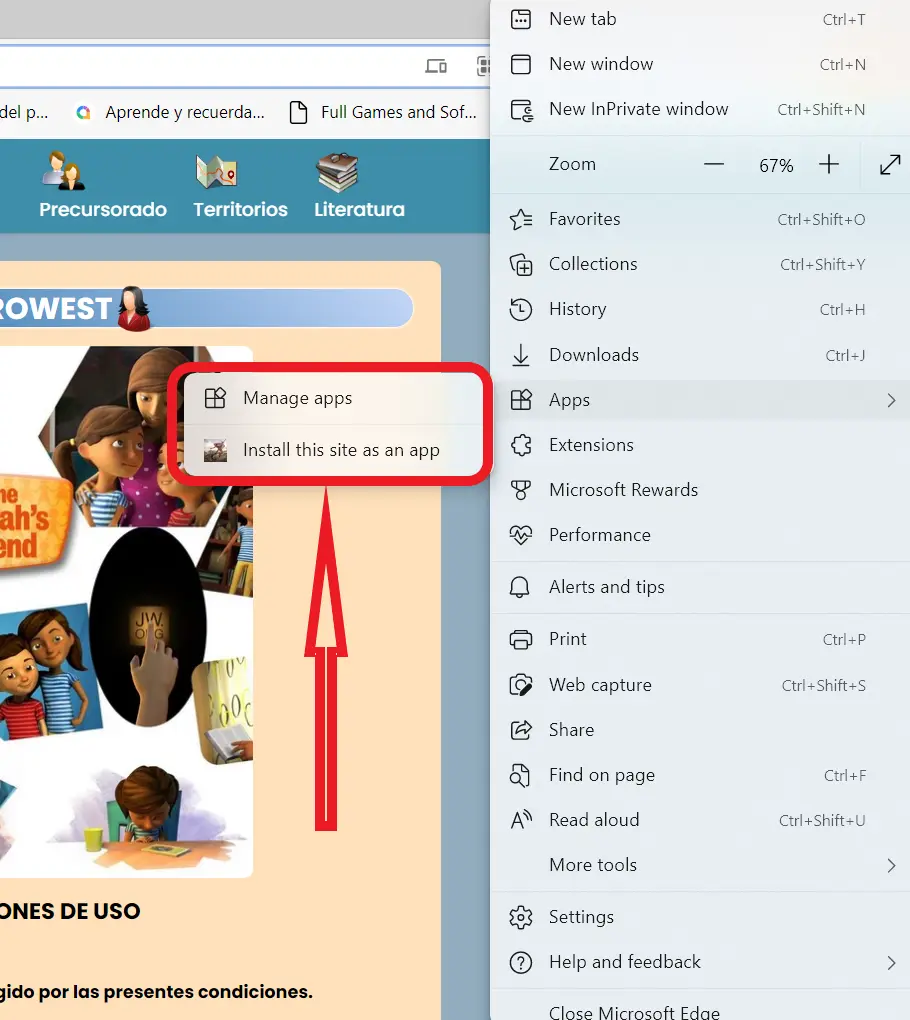 New tab Ctrl+T
New window Ctrl+N
New InPrivate window Ctrl+Shift+N
Zoom 67%
Favorites Ctrl+Shift+O
Collections Ctrl+Shift+Y
History Ctrl+H
Downloads Ctrl+J
Apps
Extensions
Microsoft Rewards
Performance
Alerts and tips
Print Ctrl+P
Web capture Ctrl+Shift+S
Share
Find on page Ctrl+F
Read aloud Ctrl+Shift+U
More tools
Settings
Help and feedback
Close Microsoft Edge
Manage apps
Install this site as an app
del p... Aprende y recuerda... Full Games and Sof...
Precursorado Territorios Literatura
ROWEST
he
ah's
end
JW.
ORG
ONES DE USO
gido por las presentes condiciones.